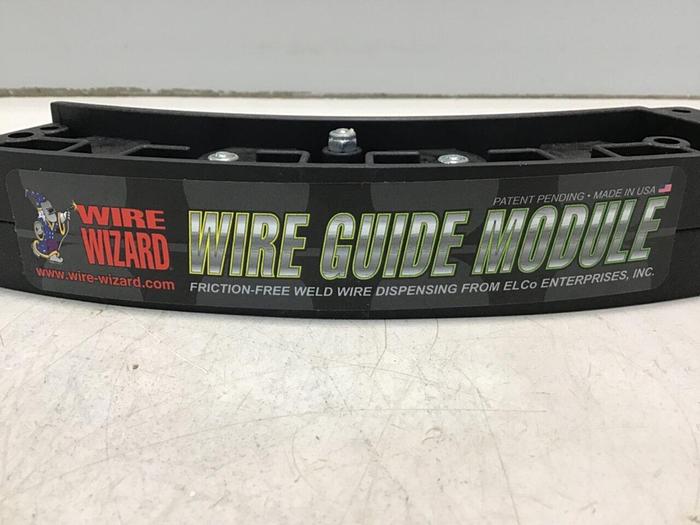 WIRE
WIZARD
www.wire-wizard.com
PATENT PENDING • MADE IN USA
WIRE GUIDE MODULE
FRICTION-FREE WELD WIRE DISPENSING FROM ELCo ENTERPRISES, INC.